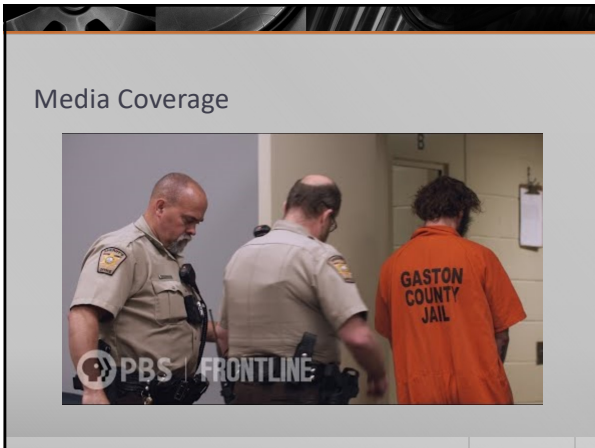 Media Coverage
B
GASTON
COUNTY
JAIL
PBS | FRONTLINE